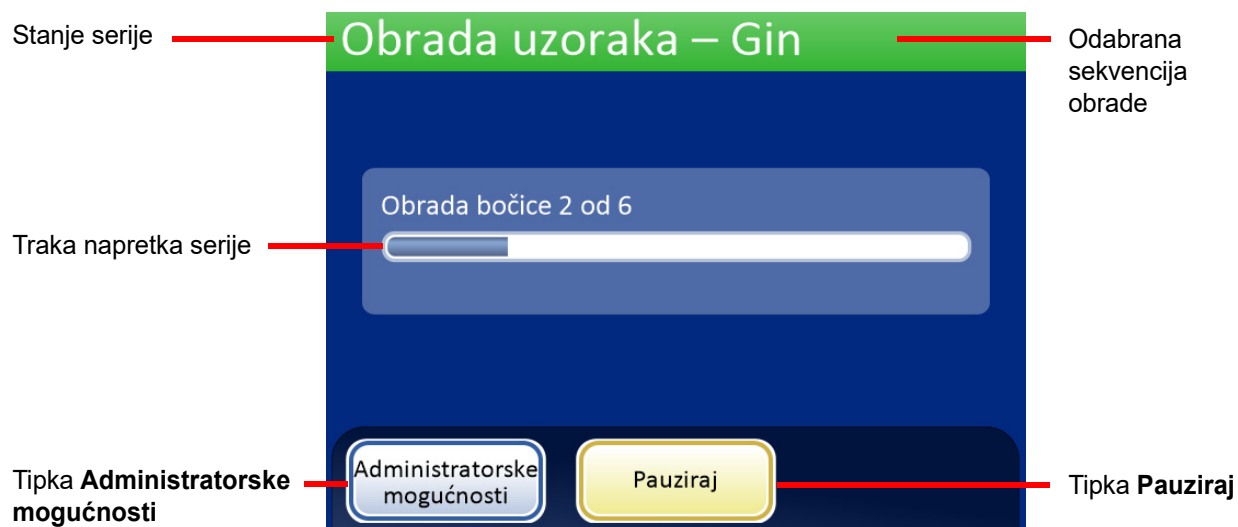 Stanje serije
Obrada uzoraka – Gin
Odabrana
sekvencija
obrade
Obrada bočice 2 od 6
Traka napretka serije
Tipka Administratorske
mogućnosti
Administratorske
mogućnosti
Pauziraj
Tipka Pauziraj